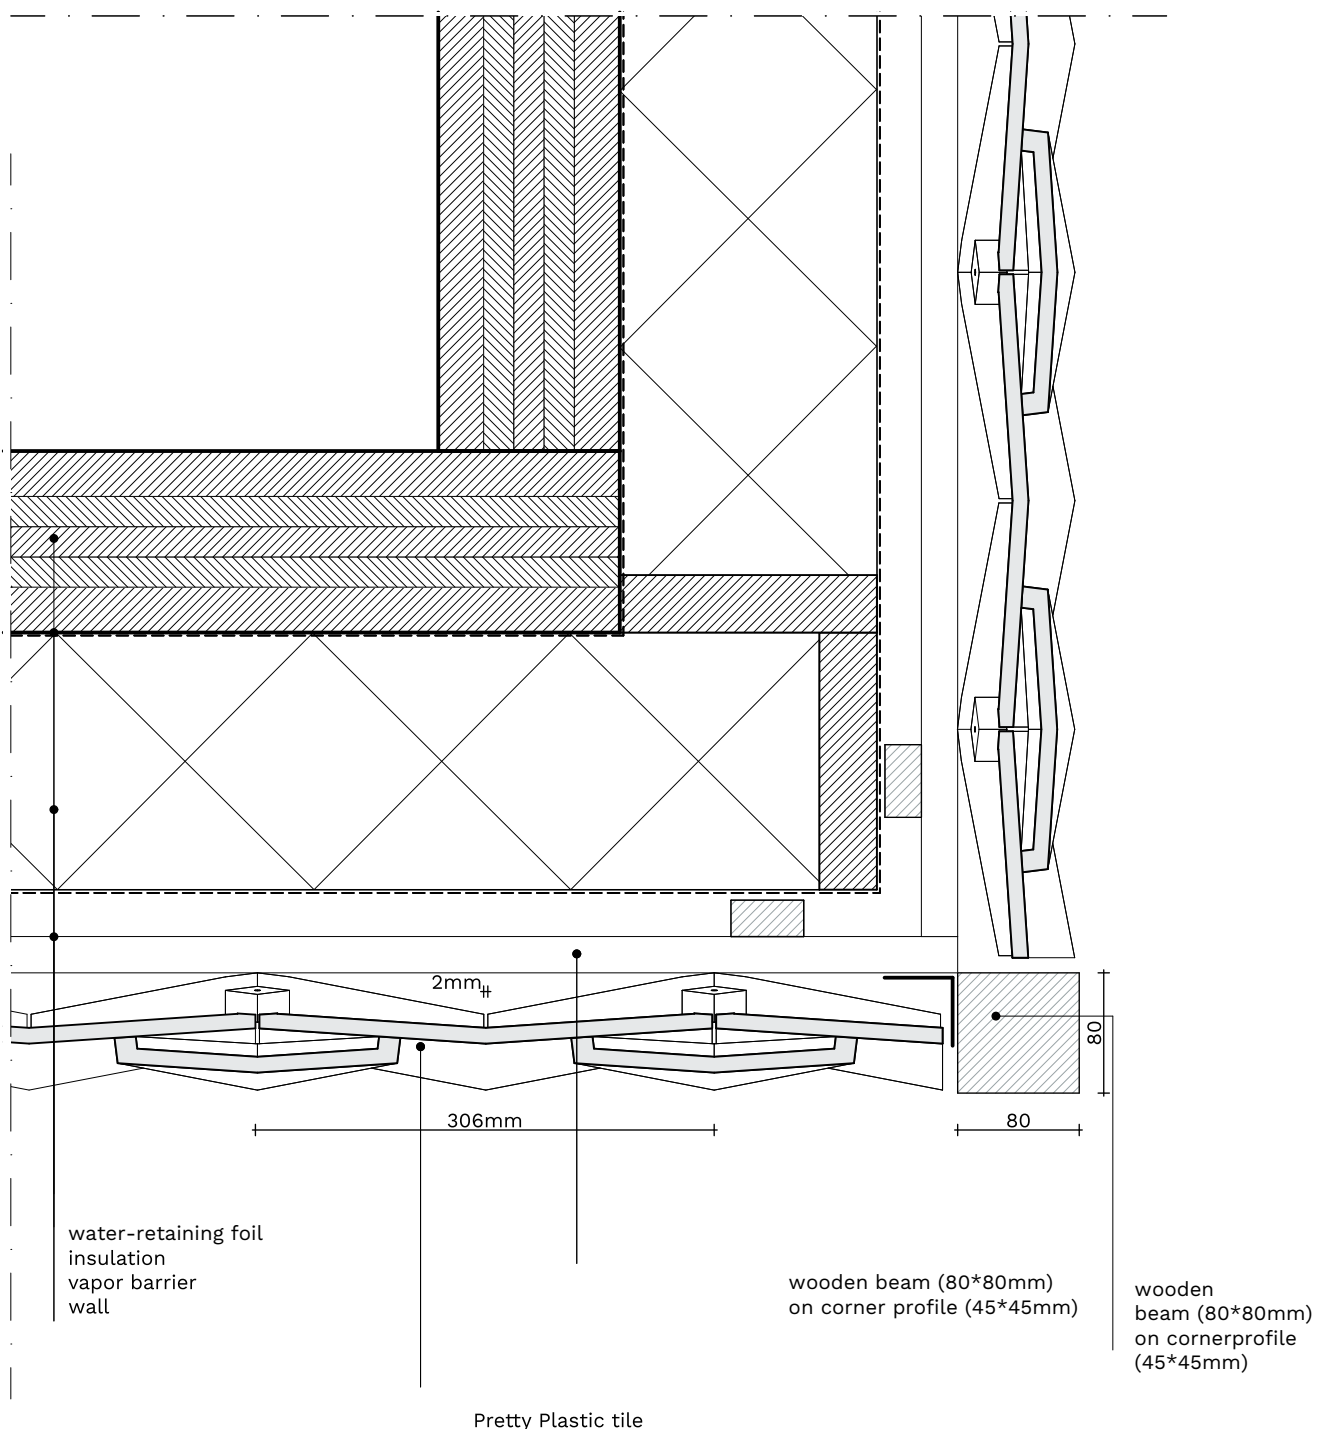 2mm
80
306mm
80
water-retaining foil
insulation
vapor barrier
wall
wooden beam (80*80mm)
on corner profile (45*45mm)
wooden
beam (80*80mm)
on cornerprofile
(45*45mm)
Pretty Plastic tile